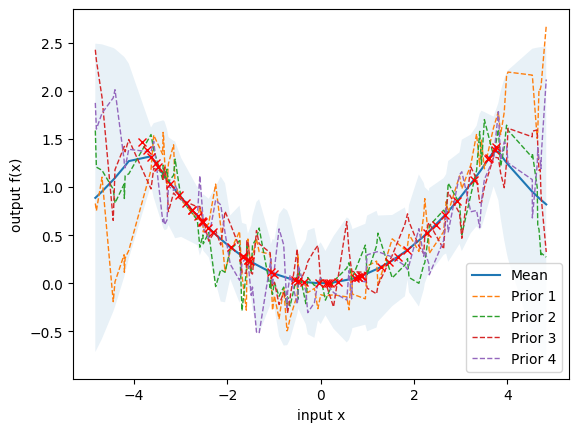 2.5
2.0
1.5
1.0
0.5
0.0
−0.5
output f(x)
−4
−2
0
2
4
input x
Mean
Prior 1
Prior 2
Prior 3
Prior 4